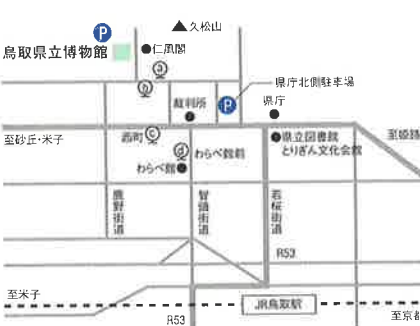 久松山
P
鳥取県立博物館
仁風閣
a
b
県庁北側駐車場
裁判所
P
県庁
至砂丘・米子
西町
c
県立図書館
とりぎん文化会館
至姫路
d
わらべ館前
わらべ館
鹿野街道
智頭街道
若桜街道
R53
至米子
JR鳥取駅
至京都
R53